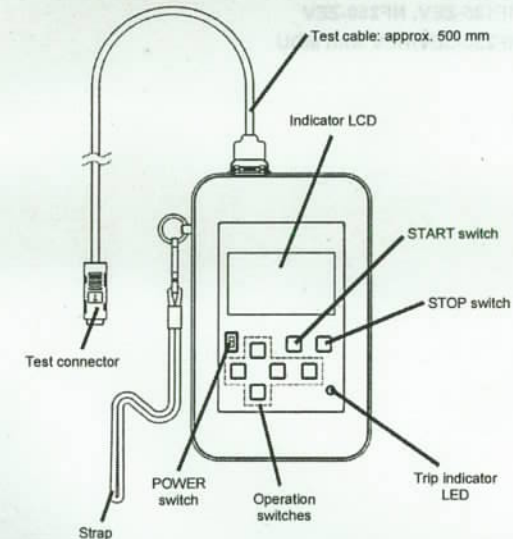 Test cable: approx. 500 mm
Indicator LCD
START switch
STOP switch
Test connector
POWER
switch
Operation
switches
Trip indicator
LED
Strap